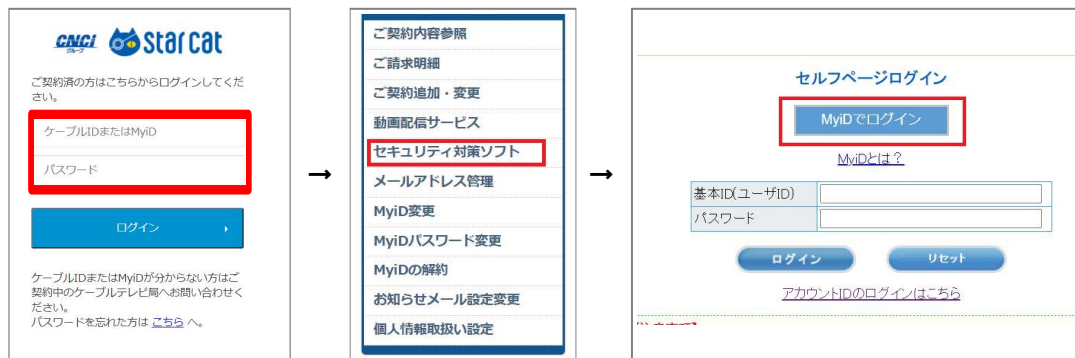 CNCI
グループ
starcat
ご契約済の方はこちらからログインしてくだ
さい。
ケーブルIDまたはMyiD
パスワード
ログイン
ケーブルIDまたはMyiDが分からない方はご
契約中のケーブルテレビ局へお問い合わせく
ださい。
パスワードを忘れた方は こちら へ。
→
ご契約内容参照
ご請求明細
ご契約追加・変更
動画配信サービス
セキュリティ対策ソフト
メールアドレス管理
MyiD変更
MyiDパスワード変更
MyiDの解約
お知らせメール設定変更
個人情報取扱い設定
→
セルフページログイン
MyiDでログイン
MyiDとは？
基本ID(ユーザID)
パスワード
ログイン
リセット
アカウントIDのログインはこちら